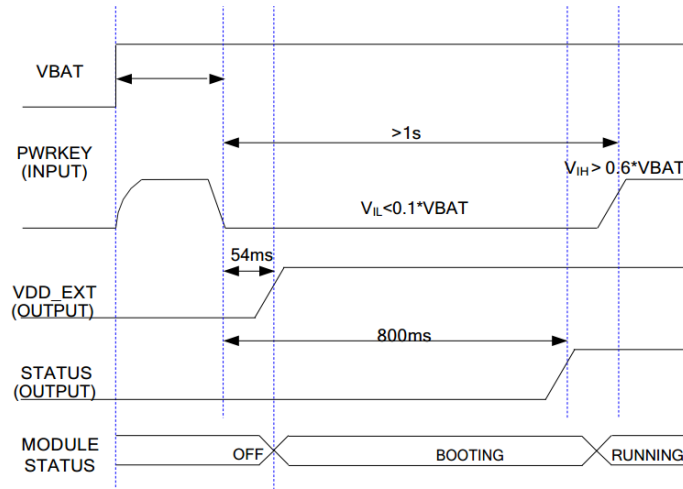 VBAT
>1s
PWRKEY
(INPUT)
VIH > 0.6*VBAT
VIL<0.1*VBAT
54ms
VDD_EXT
(OUTPUT)
800ms
STATUS
(OUTPUT)
MODULE
STATUS
OFF
BOOTING
RUNNING